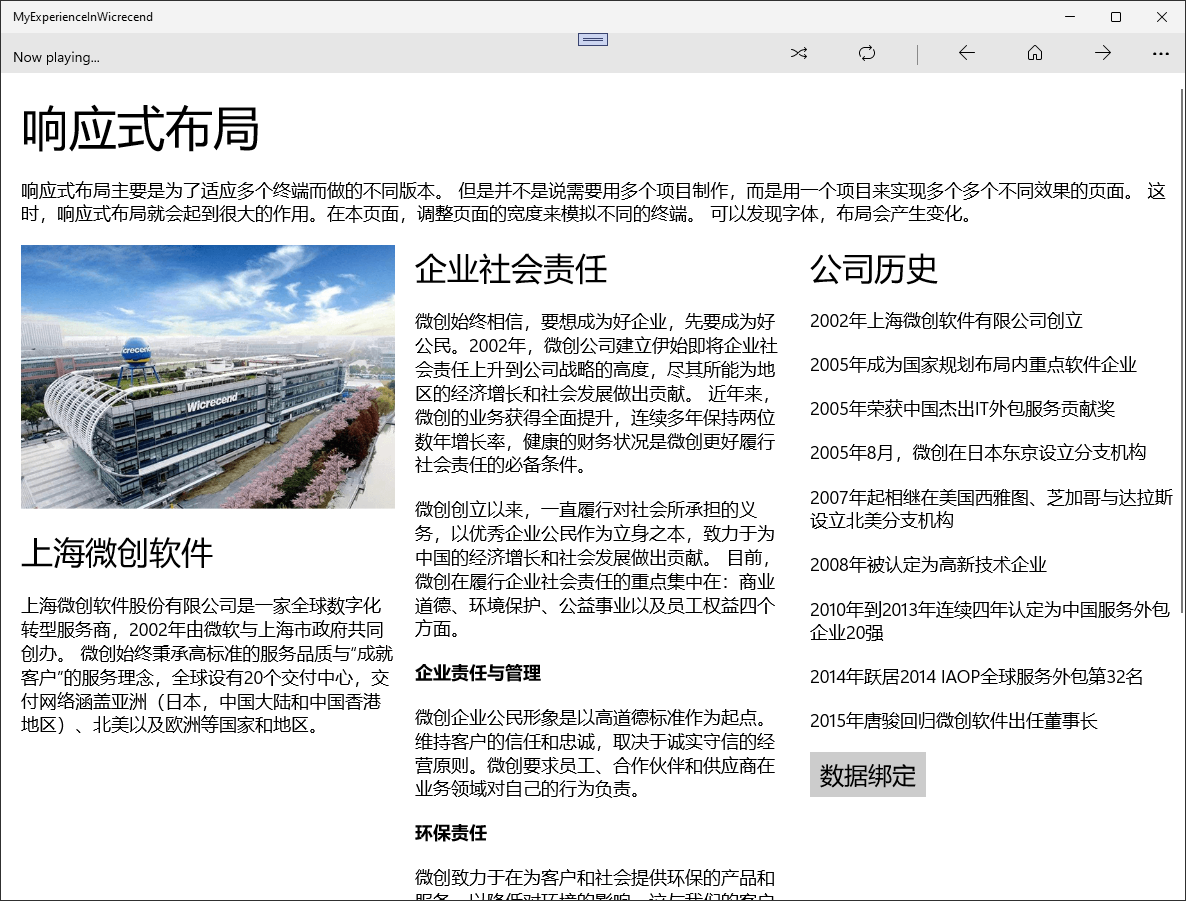 MyExperienceInWicrecend
Now playing...
响应式布局
响应式布局主要是为了适应多个终端而做的不同版本。 但是并不是说需要用多个项目制作，而是用一个项目来实现多个多个不同效果的页面。 这
时，响应式布局就会起到很大的作用。在本页面，调整页面的宽度来模拟不同的终端。 可以发现字体，布局会产生变化。
Wicrecend
上海微创软件
上海微创软件股份有限公司是一家全球数字化
转型服务商，2002年由微软与上海市政府共同
创办。 微创始终秉承高标准的服务品质与“成就
客户”的服务理念，全球设有20个交付中心，交
付网络涵盖亚洲（日本，中国大陆和中国香港
地区）、北美以及欧洲等国家和地区。
企业社会责任
微创始终相信，要想成为好企业，先要成为好
公民。2002年，微创公司建立伊始即将企业社
会责任上升到公司战略的高度，尽其所能为地
区的经济增长和社会发展做出贡献。 近年来，
微创的业务获得全面提升，连续多年保持两位
数年增长率，健康的财务状况是微创更好履行
社会责任的必备条件。
微创创立以来，一直履行对社会所承担的义
务，以优秀企业公民作为立身之本，致力于为
中国的经济增长和社会发展做出贡献。 目前，
微创在履行企业社会责任的重点集中在：商业
道德、环境保护、公益事业以及员工权益四个
方面。
企业责任与管理
微创企业公民形象是以高道德标准作为起点。
维持客户的信任和忠诚，取决于诚实守信的经
营原则。微创要求员工、合作伙伴和供应商在
业务领域对自己的行为负责。
环保责任
微创致力于在为客户和社会提供环保的产品和
服务，以降低对环境的影响，这与我们的客户
公司历史
2002年上海微创软件有限公司创立
2005年成为国家规划布局内重点软件企业
2005年荣获中国杰出IT外包服务贡献奖
2005年8月，微创在日本东京设立分支机构
2007年起相继在美国西雅图、芝加哥与达拉斯
设立北美分支机构
2008年被认定为高新技术企业
2010年到2013年连续四年认定为中国服务外包
企业20强
2014年跃居2014 IAOP全球服务外包第32名
2015年唐骏回归微创软件出任董事长
数据绑定